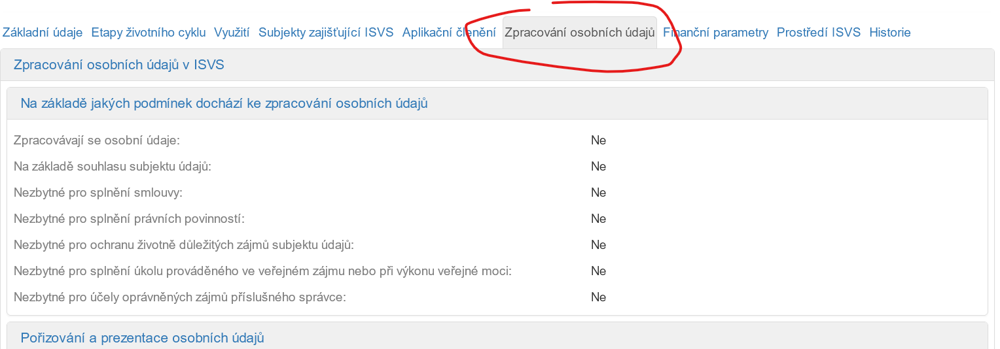 Základní údaje Etapy životního cyklu Využití Subjekty zajišťující ISVS Aplikační členění Zpracování osobních údajů Finanční parametry Prostředí ISVS Historie
Zpracování osobních údajů v ISVS
Na základě jakých podmínek dochází ke zpracování osobních údajů
Zpracovávají se osobní údaje: Ne
Na základě souhlasu subjektu údajů: Ne
Nezbytné pro splnění smlouvy: Ne
Nezbytné pro splnění právních povinností: Ne
Nezbytné pro ochranu životně důležitých zájmů subjektu údajů: Ne
Nezbytné pro splnění úkolu prováděného ve veřejném zájmu nebo při výkonu veřejné moci: Ne
Nezbytné pro účely oprávněných zájmů příslušného správce: Ne
Pořizování a prezentace osobních údajů